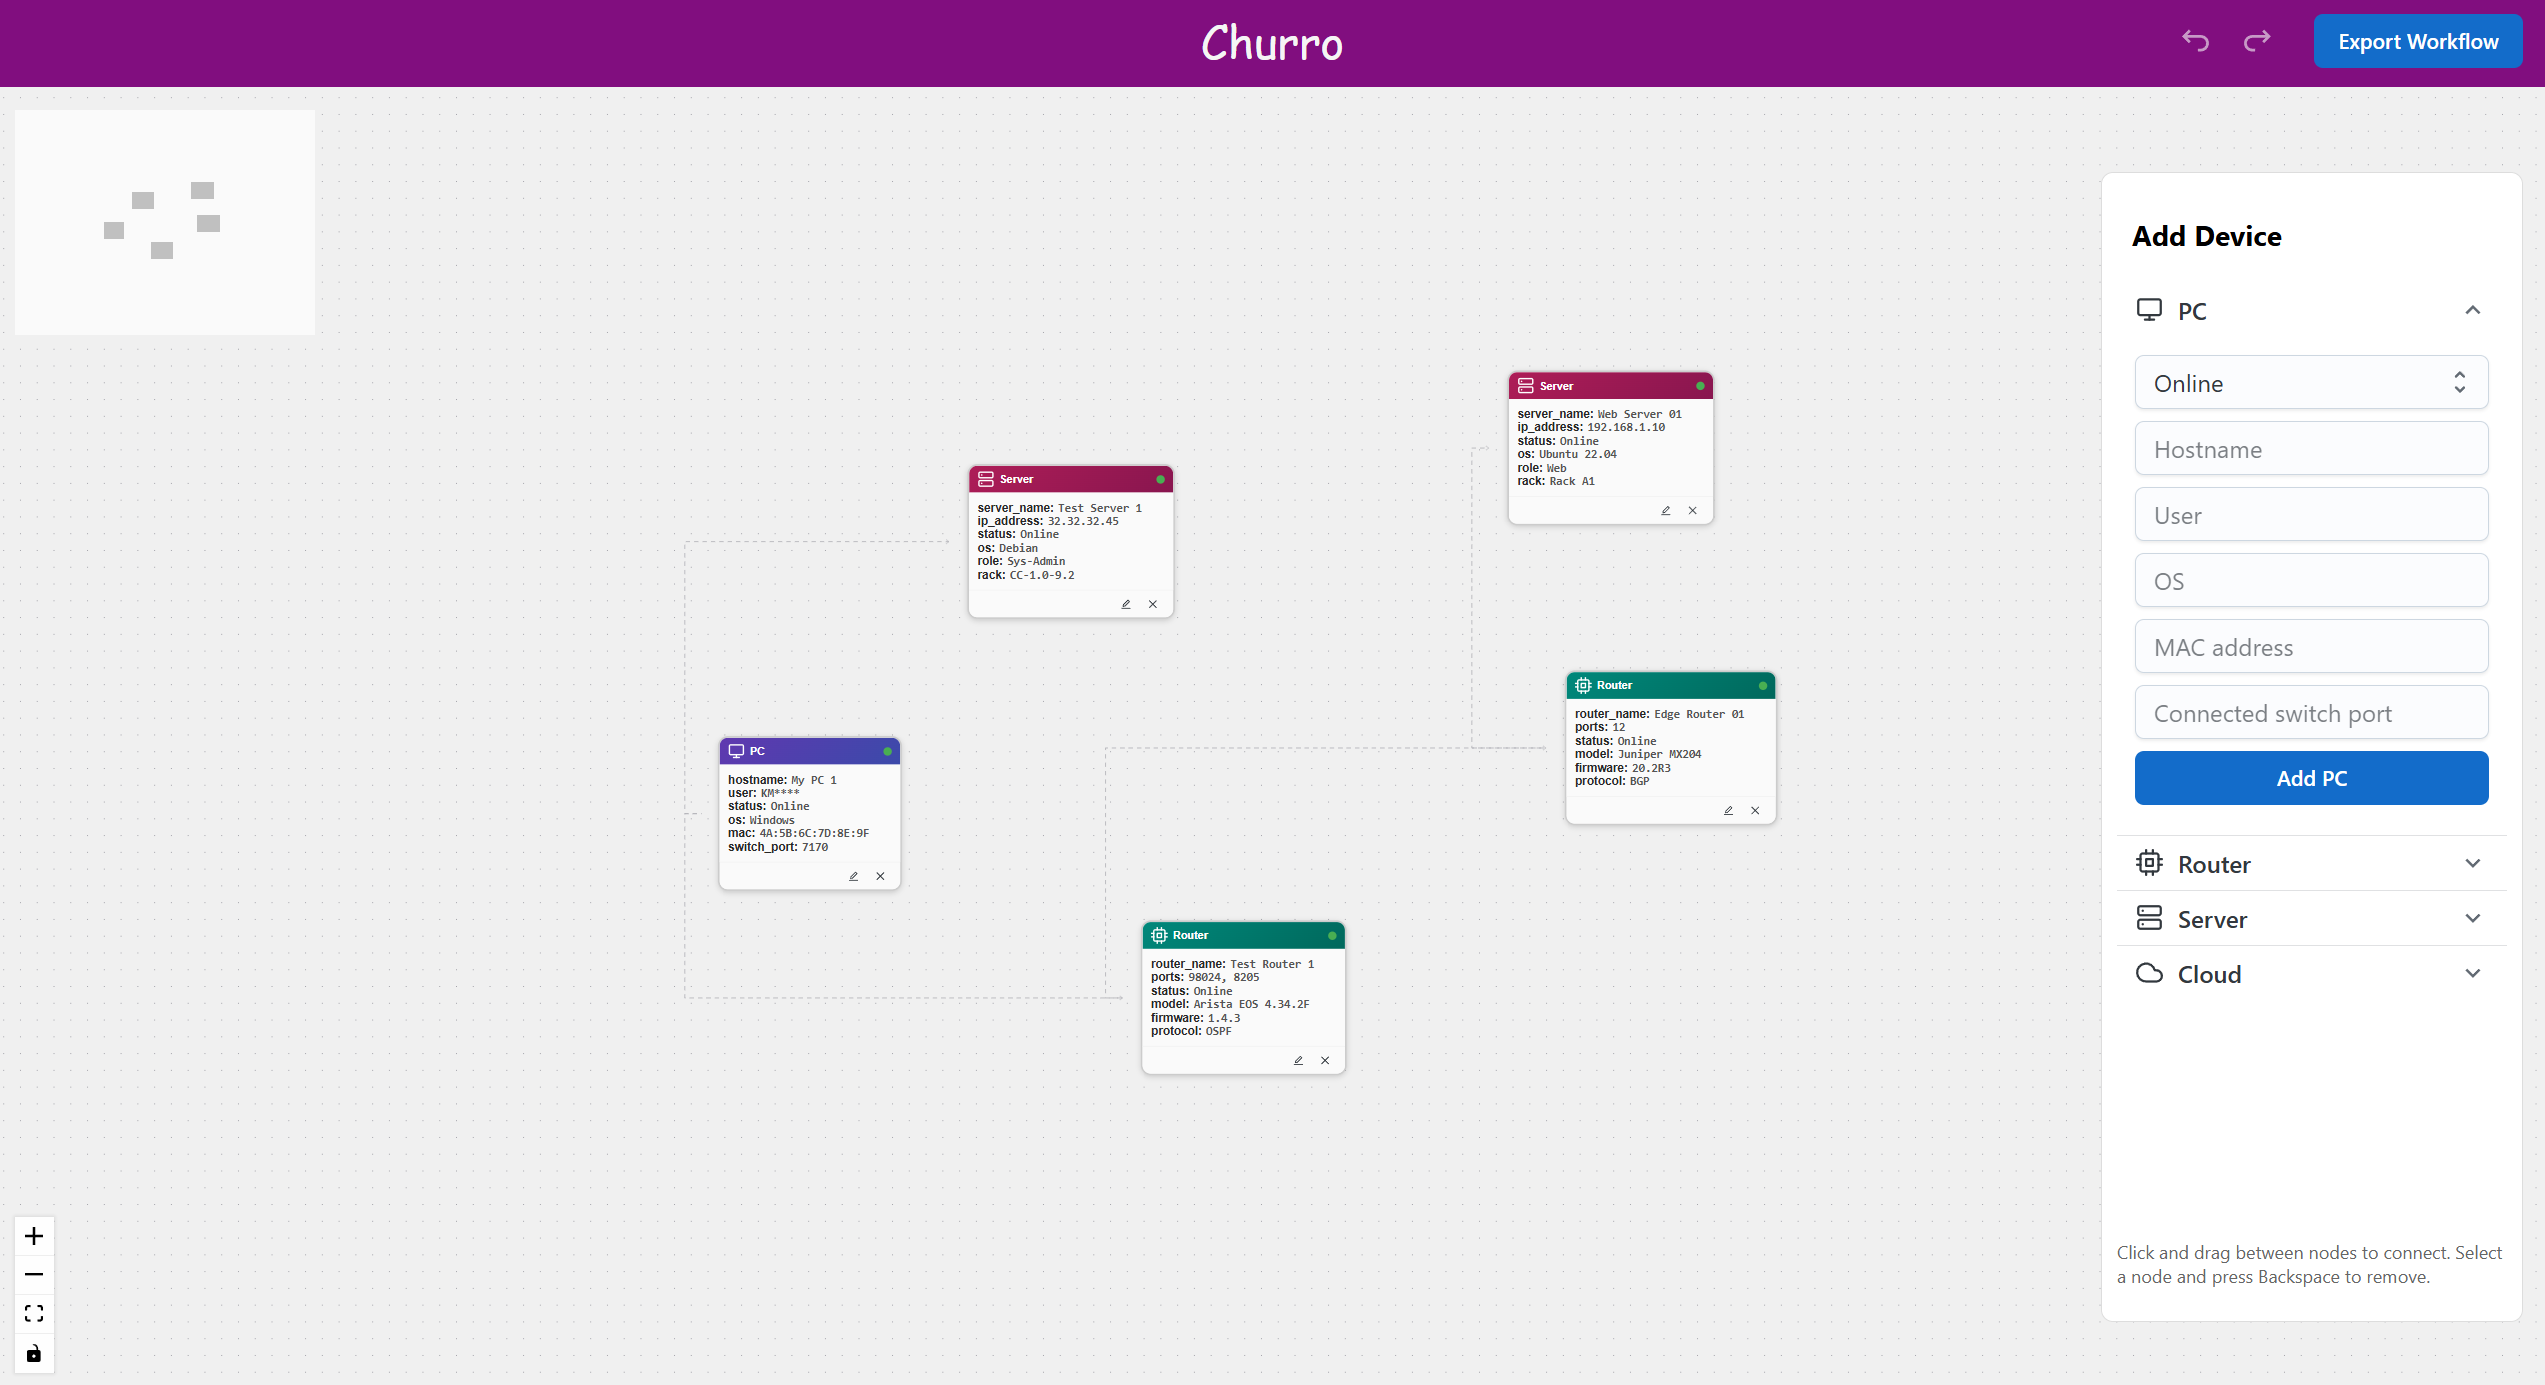 Churro
Export Workflow
Server
server_name: Web Server 01
ip_address: 192.168.1.10
status: Online
os: Ubuntu 22.04
role: Web
rack: Rack A1
Server
server_name: Test Server 1
ip_address: 32.32.32.45
status: Online
os: Debian
role: Sys-Admin
rack: CC-1.0-9.2
Router
router_name: Edge Router 01
ports: 12
status: Online
model: Juniper MX204
firmware: 20.2R3
protocol: BGP
PC
hostname: My PC 1
user: KM****
status: Online
os: Windows
mac: 4A:5B:6C:7D:8E:9F
switch_port: 7170
Router
router_name: Test Router 1
ports: 98024, 8205
status: Online
model: Arista EOS 4.34.2F
firmware: 1.4.3
protocol: OSPF
Add Device
PC
Online
Hostname
User
OS
MAC address
Connected switch port
Add PC
Router
Server
Cloud
Click and drag between nodes to connect. Select
a node and press Backspace to remove.